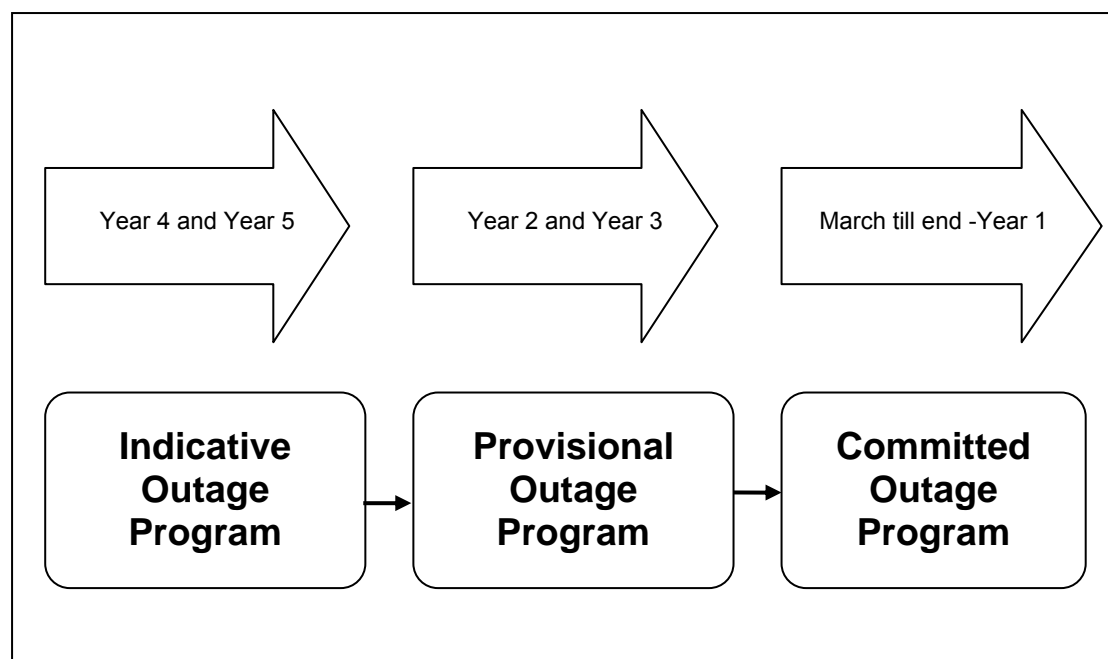 Year 4 and Year 5
Year 2 and Year 3
March till end -Year 1
Indicative
Outage
Program
Provisional
Outage
Program
Committed
Outage
Program